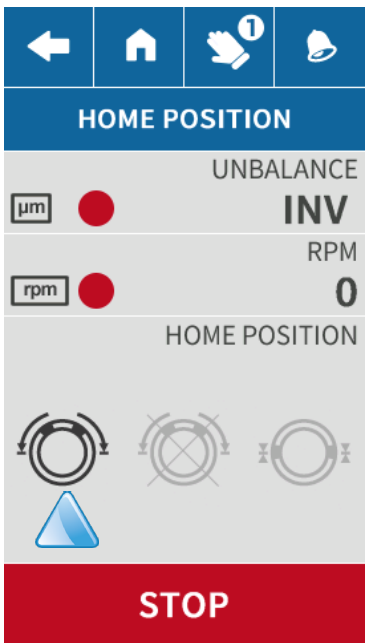 1
HOME POSITION
UNBALANCE
µm
INV
RPM
rpm
0
HOME POSITION
STOP